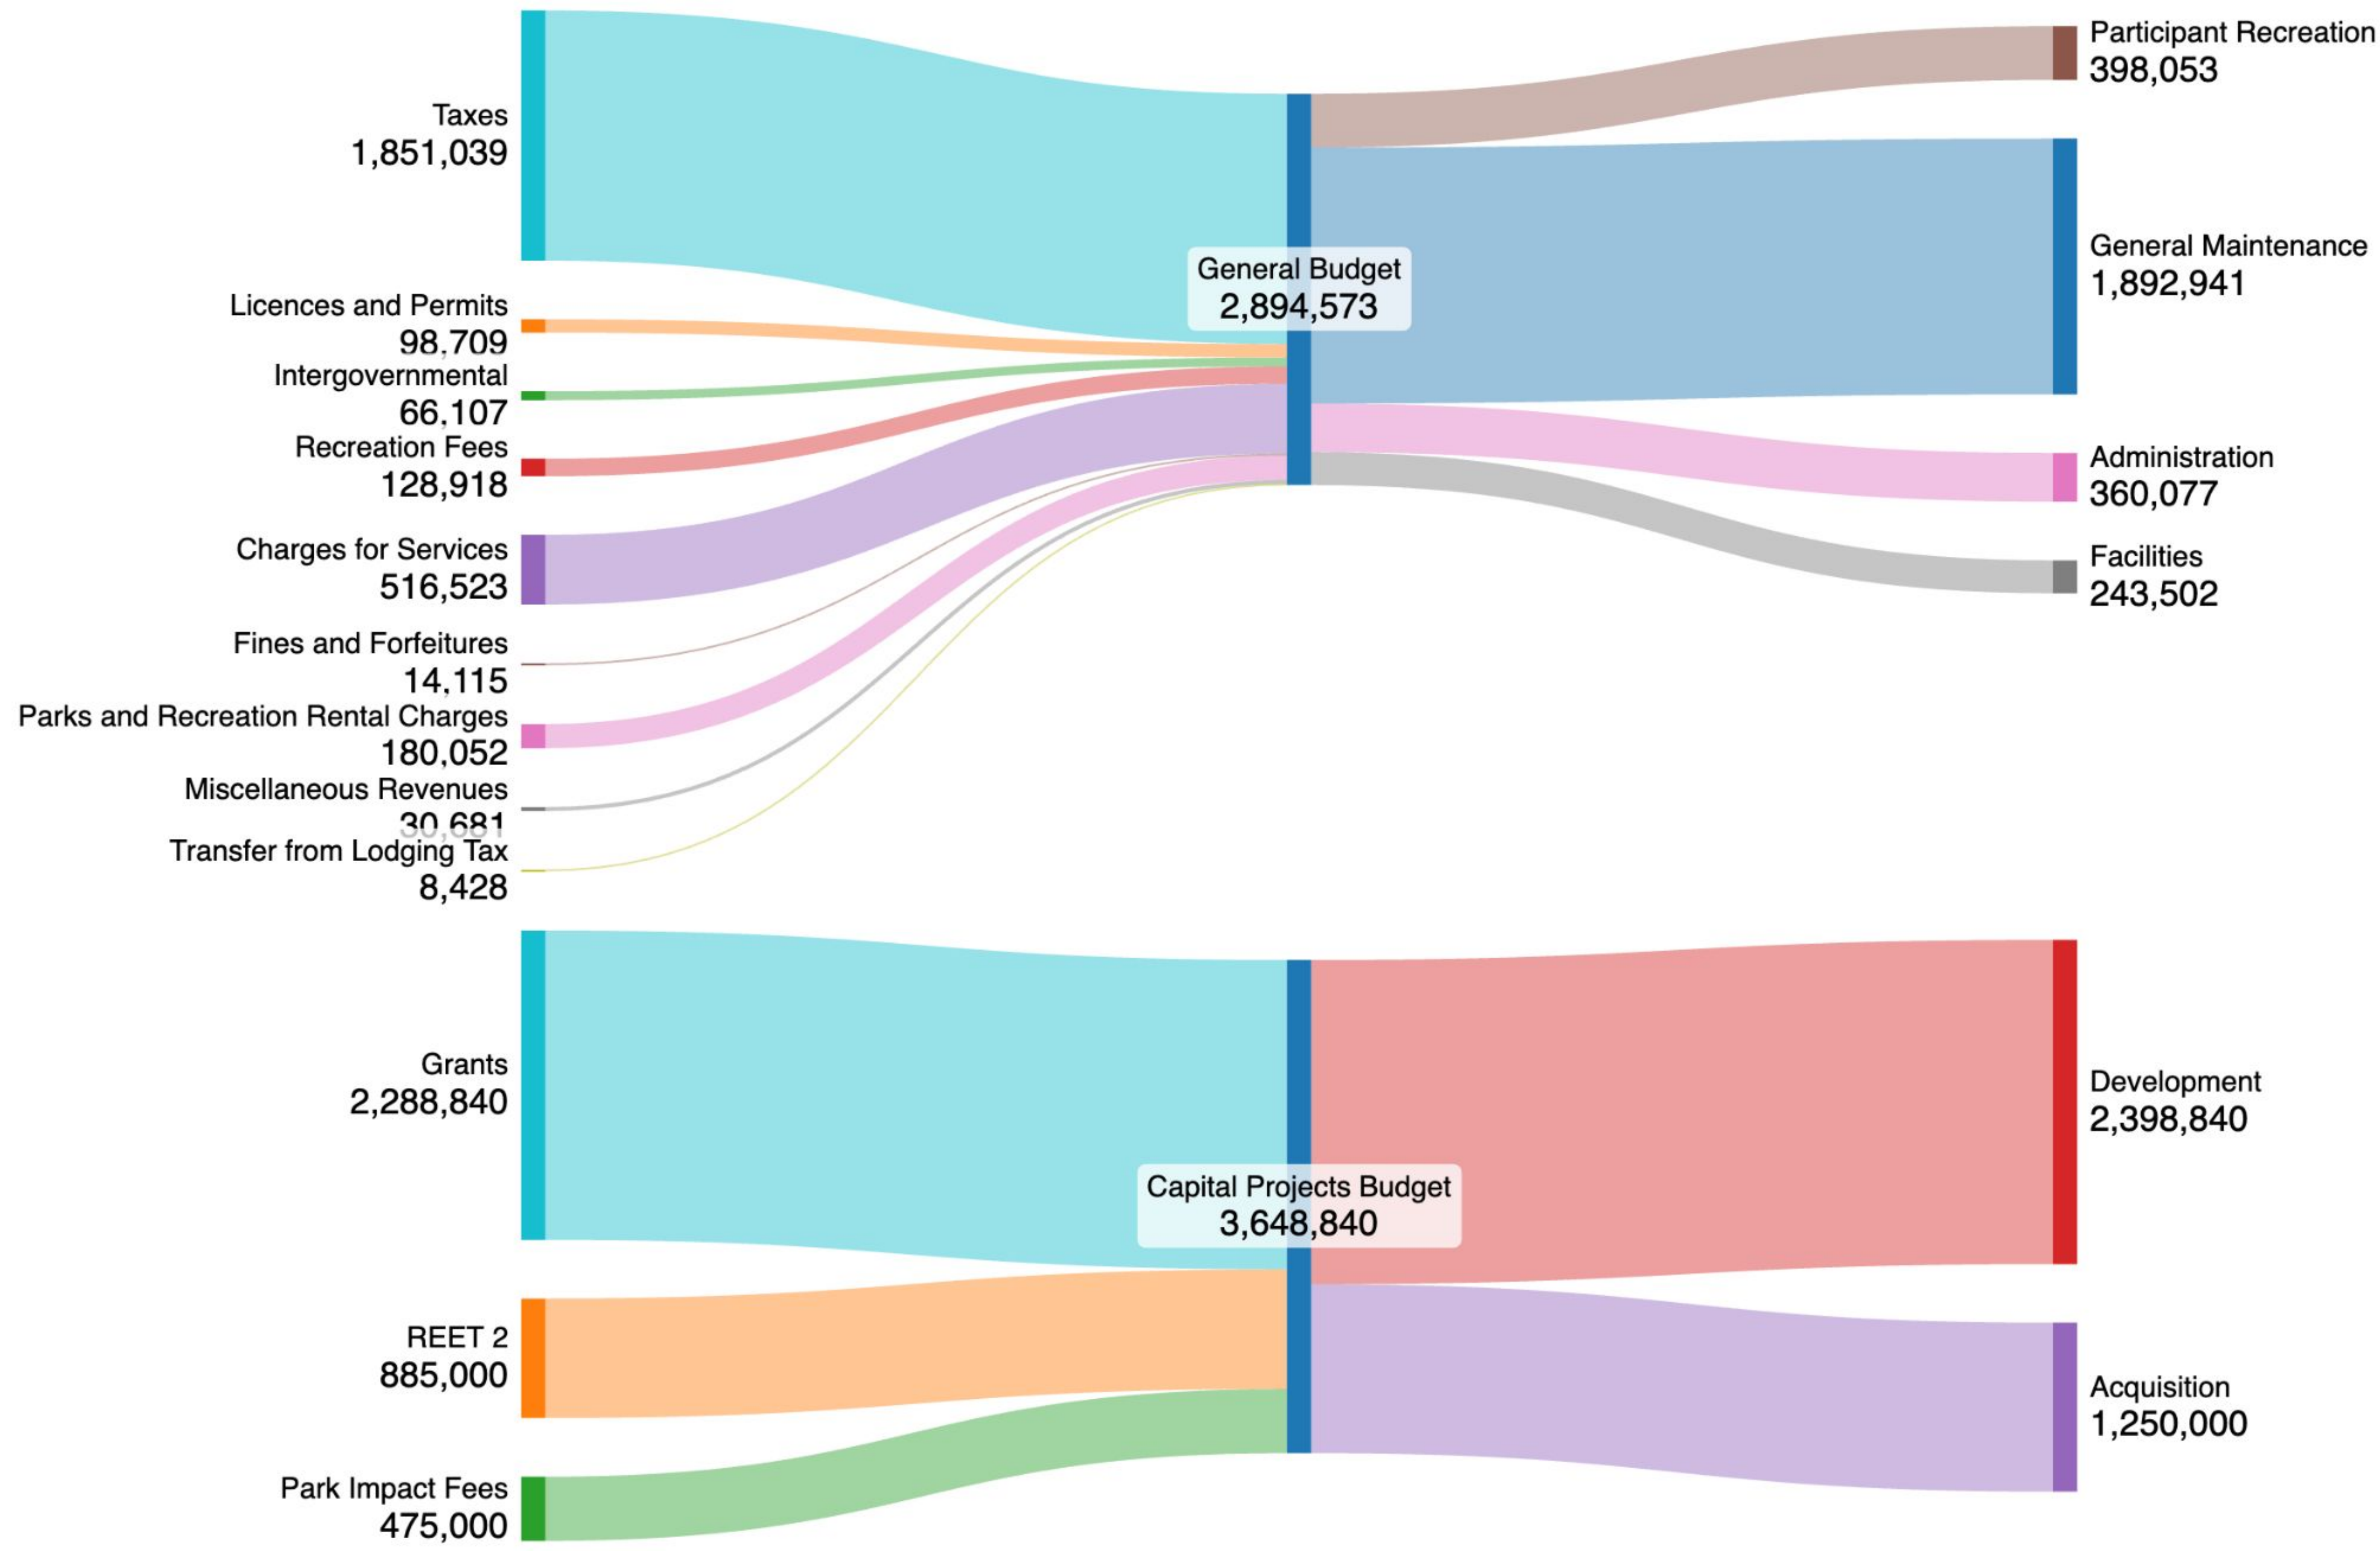 Taxes
1,851,039
Licences and Permits
98,709
Intergovernmental
66,107
Recreation Fees
128,918
Charges for Services
516,523
Fines and Forfeitures
14,115
Parks and Recreation Rental Charges
180,052
Miscellaneous Revenues
30,681
Transfer from Lodging Tax
8,428
General Budget
2,894,573
Participant Recreation
398,053
General Maintenance
1,892,941
Administration
360,077
Facilities
243,502
Grants
2,288,840
REET 2
885,000
Park Impact Fees
475,000
Capital Projects Budget
3,648,840
Development
2,398,840
Acquisition
1,250,000